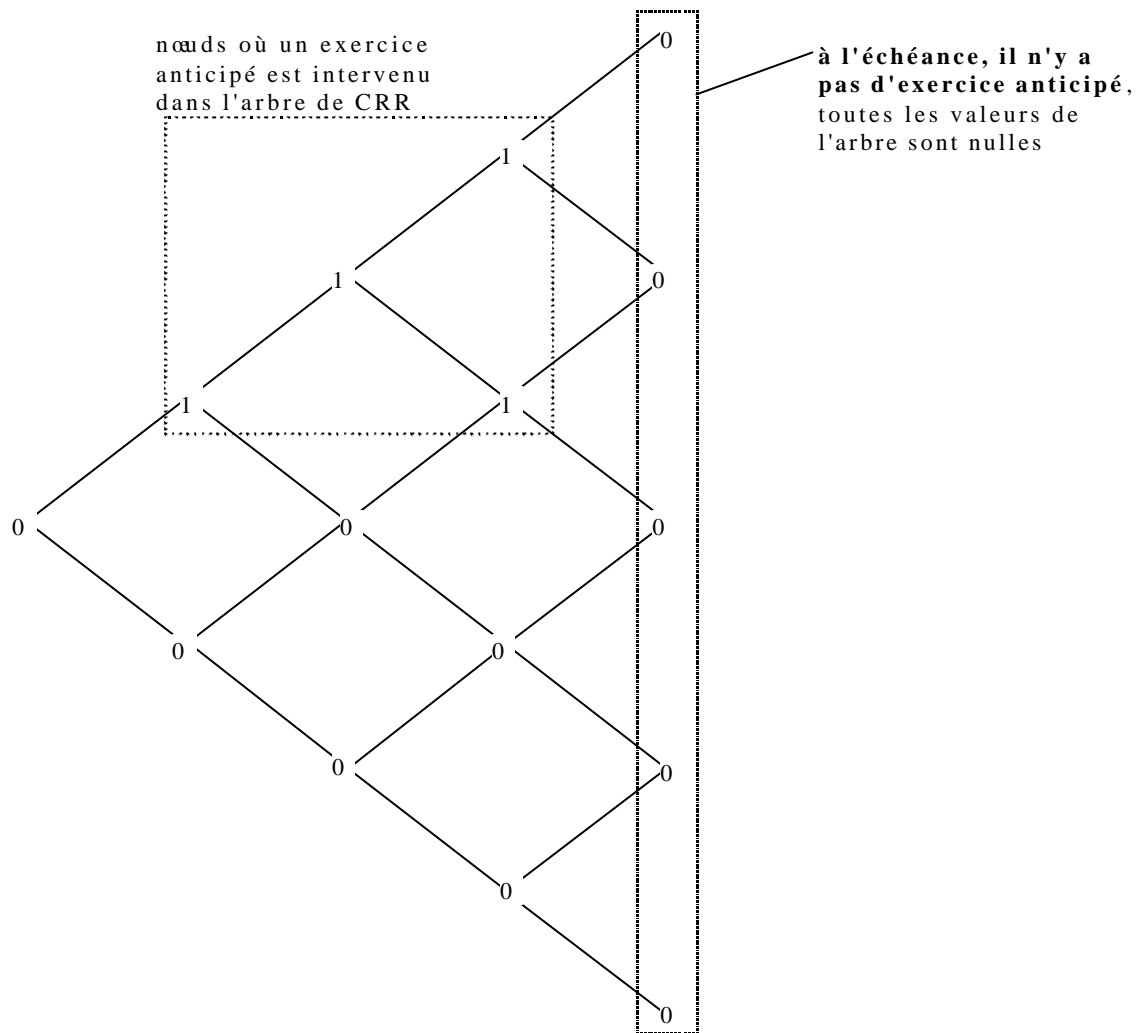 nœuds où un exercice
anticipé est intervenu
dans l'arbre de CRR
à l'échéance, il n'y a
pas d'exercice anticipé,
toutes les valeurs de
l'arbre sont nulles
0
1
1
0
1
1
0
0
0
0
0
0
0
0
0